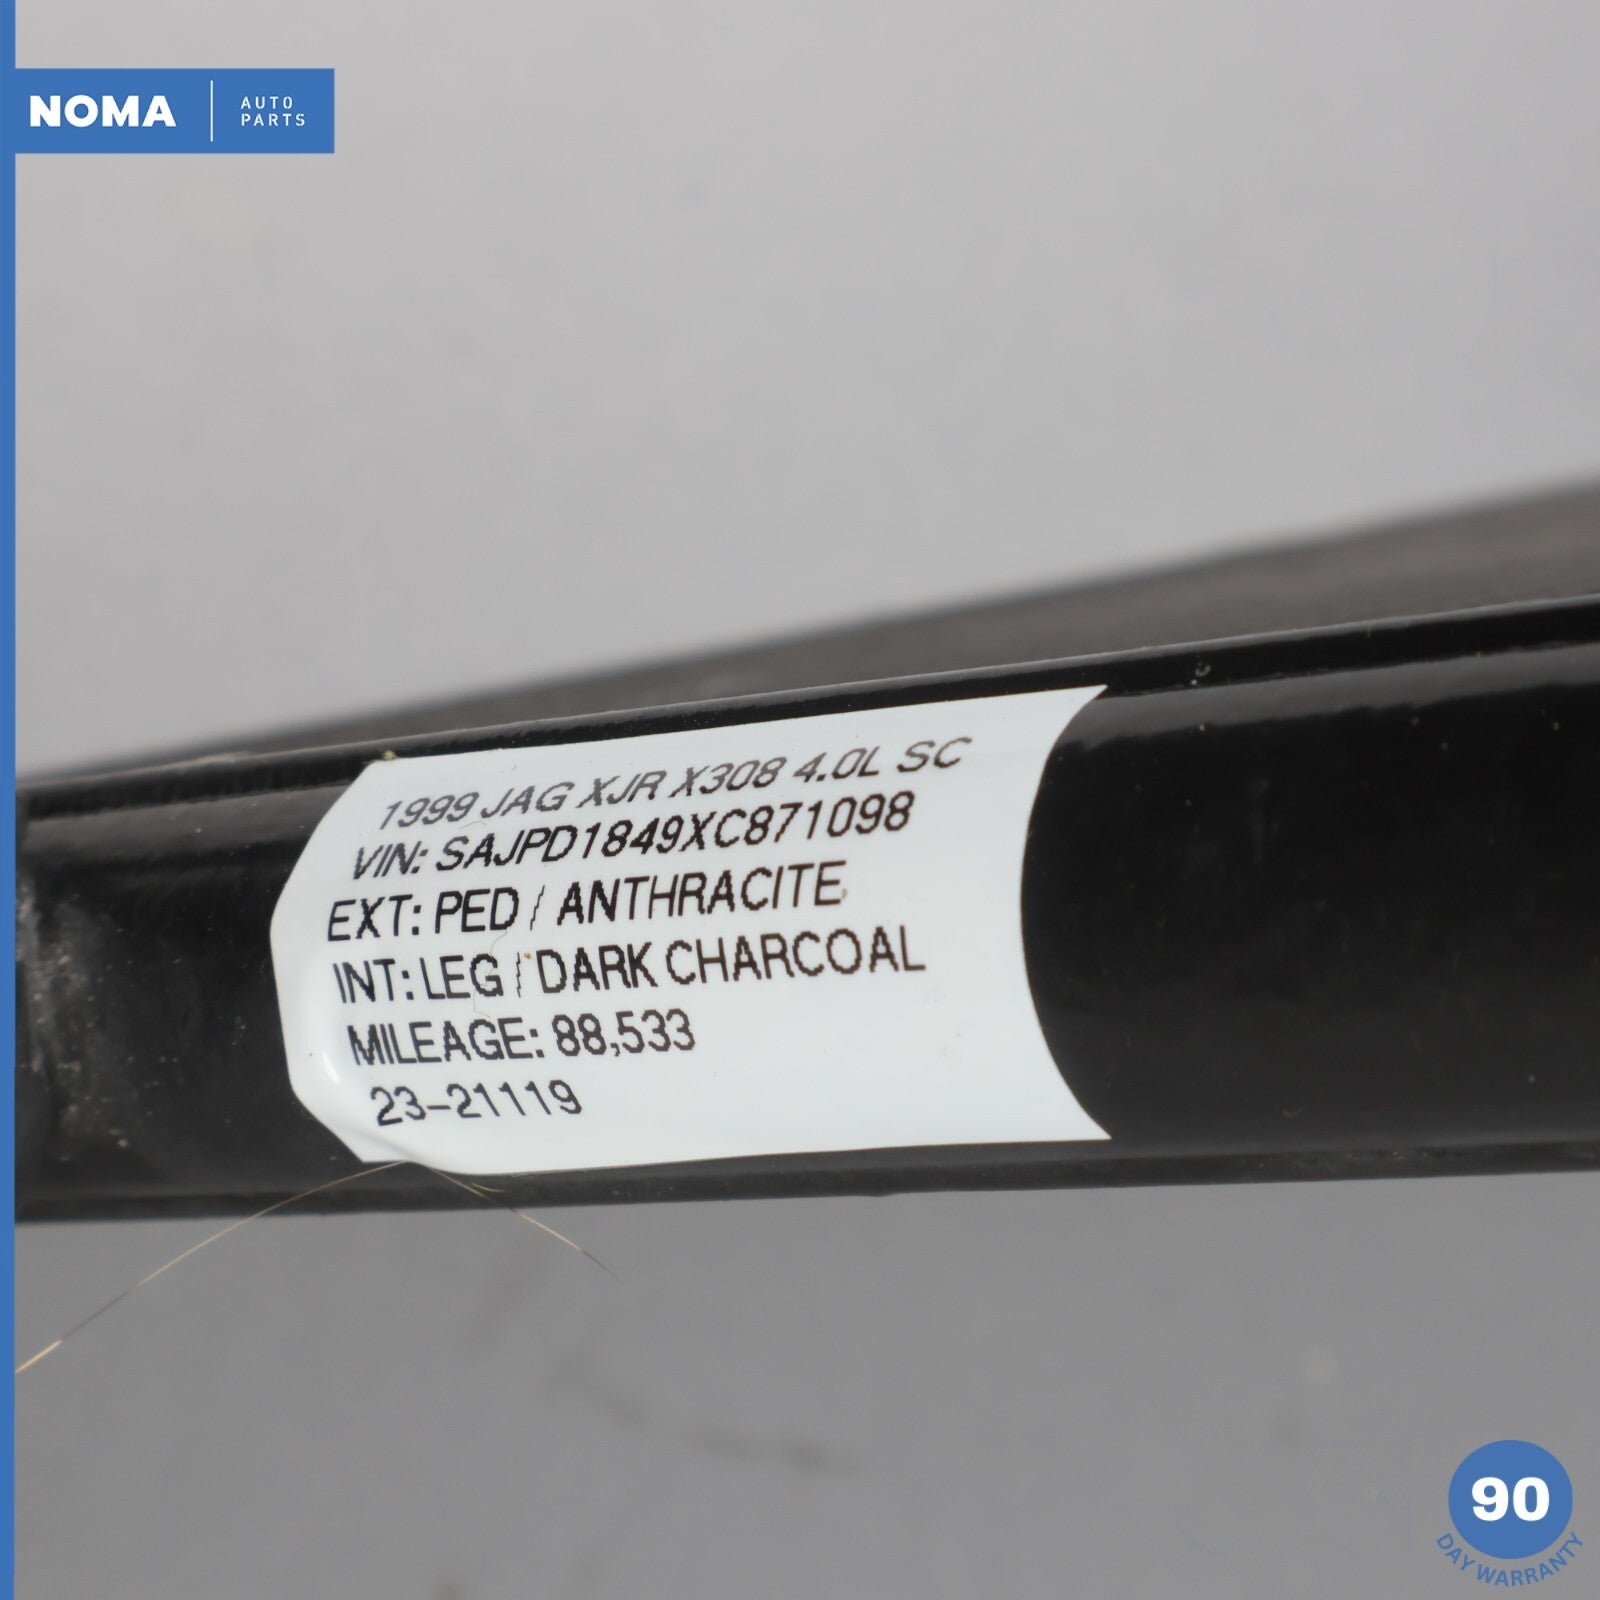 NOMA
AUTO
PARTS
1999 JAG XJR X308 4.0L SC
VIN: SAJPD1849XC871098
EXT: PED / ANTHRACITE
INT: LEG / DARK CHARCOAL
MILEAGE: 88,533
23-21119
90
DAY WARRANTY